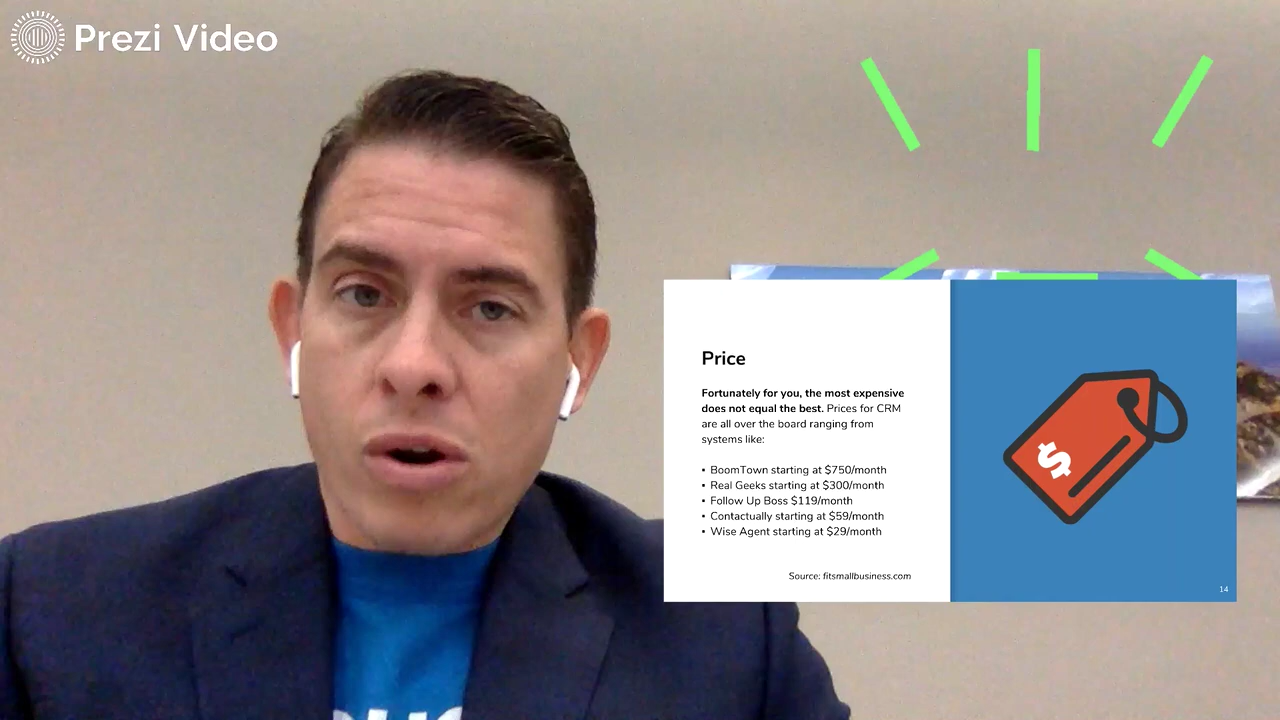 Prezi Video
Price
Fortunately for you, the most expensive
does not equal the best. Prices for CRM
are all over the board ranging from
systems like:
▪ BoomTown starting at $750/month
▪ Real Geeks starting at $300/month
▪ Follow Up Boss $119/month
▪ Contactually starting at $59/month
▪ Wise Agent starting at $29/month
Source: fitsmallbusiness.com
$
14